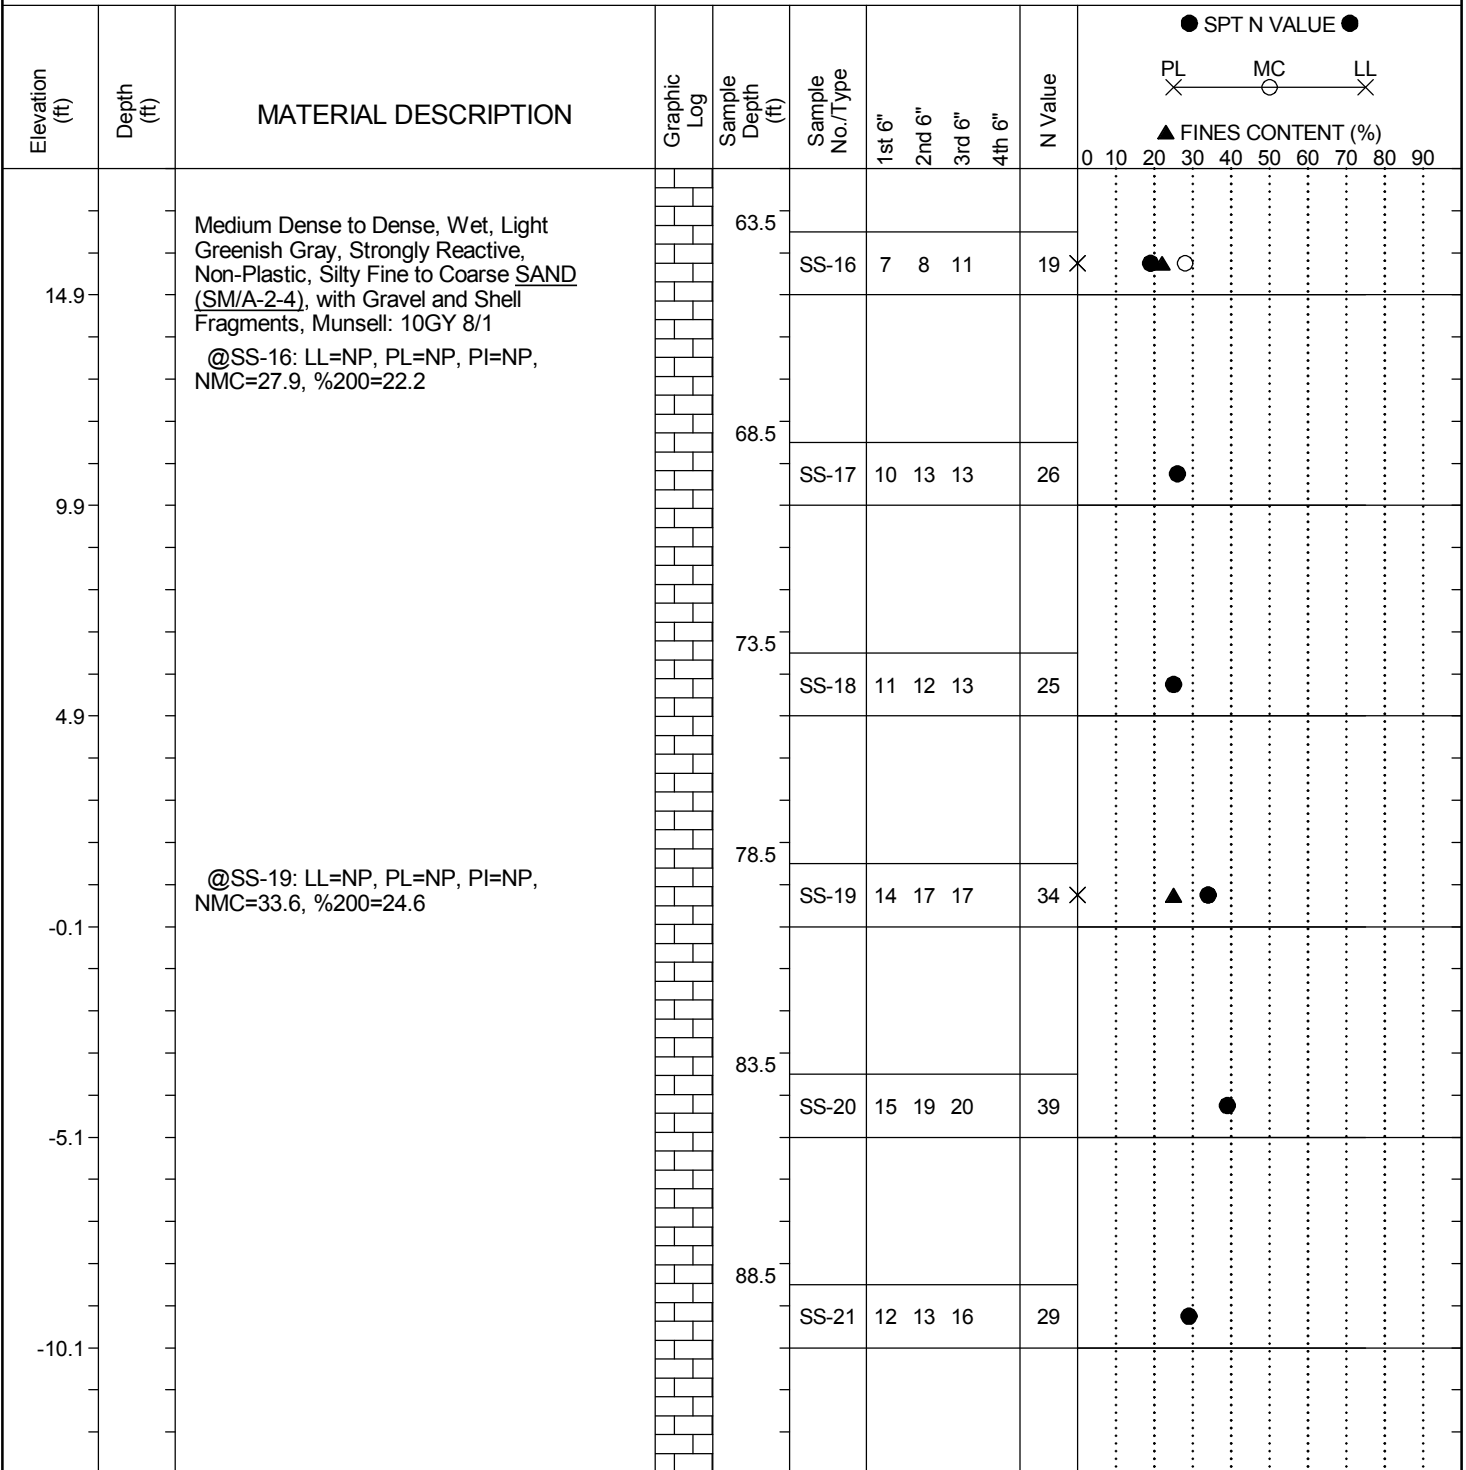 ● SPT N VALUE ●
PL MC LL
▲ FINES CONTENT (%)
0 10 20 30 40 50 60 70 80 90
Elevation (ft)
Depth (ft)
MATERIAL DESCRIPTION
Graphic Log
Sample Depth (ft)
Sample No./Type
1st 6"
2nd 6"
3rd 6"
4th 6"
N Value
Medium Dense to Dense, Wet, Light
Greenish Gray, Strongly Reactive,
Non-Plastic, Silty Fine to Coarse SAND
(SM/A-2-4), with Gravel and Shell
Fragments, Munsell: 10GY 8/1
@SS-16: LL=NP, PL=NP, PI=NP,
NMC=27.9, %200=22.2
63.5
SS-16 7 8 11 19
14.9
68.5
SS-17 10 13 13 26
9.9
73.5
SS-18 11 12 13 25
4.9
78.5
@SS-19: LL=NP, PL=NP, PI=NP,
NMC=33.6, %200=24.6
SS-19 14 17 17 34
-0.1
83.5
SS-20 15 19 20 39
-5.1
88.5
SS-21 12 13 16 29
-10.1